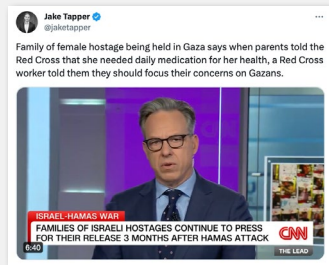 Jake Tapper
@jaketapper
Family of female hostage being held in Gaza says when parents told the
Red Cross that she needed daily medication for her health, a Red Cross
worker told them they should focus their concerns on Gazans.
ISRAEL-HAMAS WAR
FAMILIES OF ISRAELI HOSTAGES CONTINUE TO PRESS
FOR THEIR RELEASE 3 MONTHS AFTER HAMAS ATTACK
CNN
6:40
THE LEAD